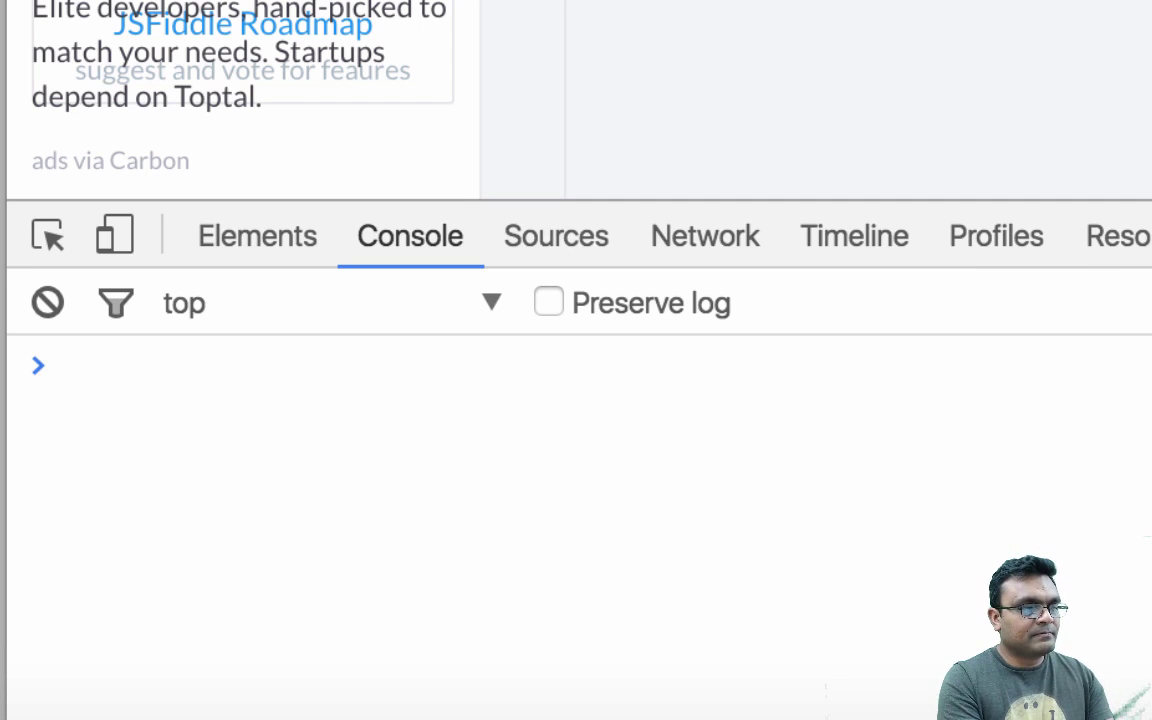 Elite developers, hand-picked to
JSFiddle Roadmap
match your needs. Startups
suggest and vote for feaures
depend on Toptal.
ads via Carbon
Elements Console Sources Network Timeline Profiles Reso
top Preserve log